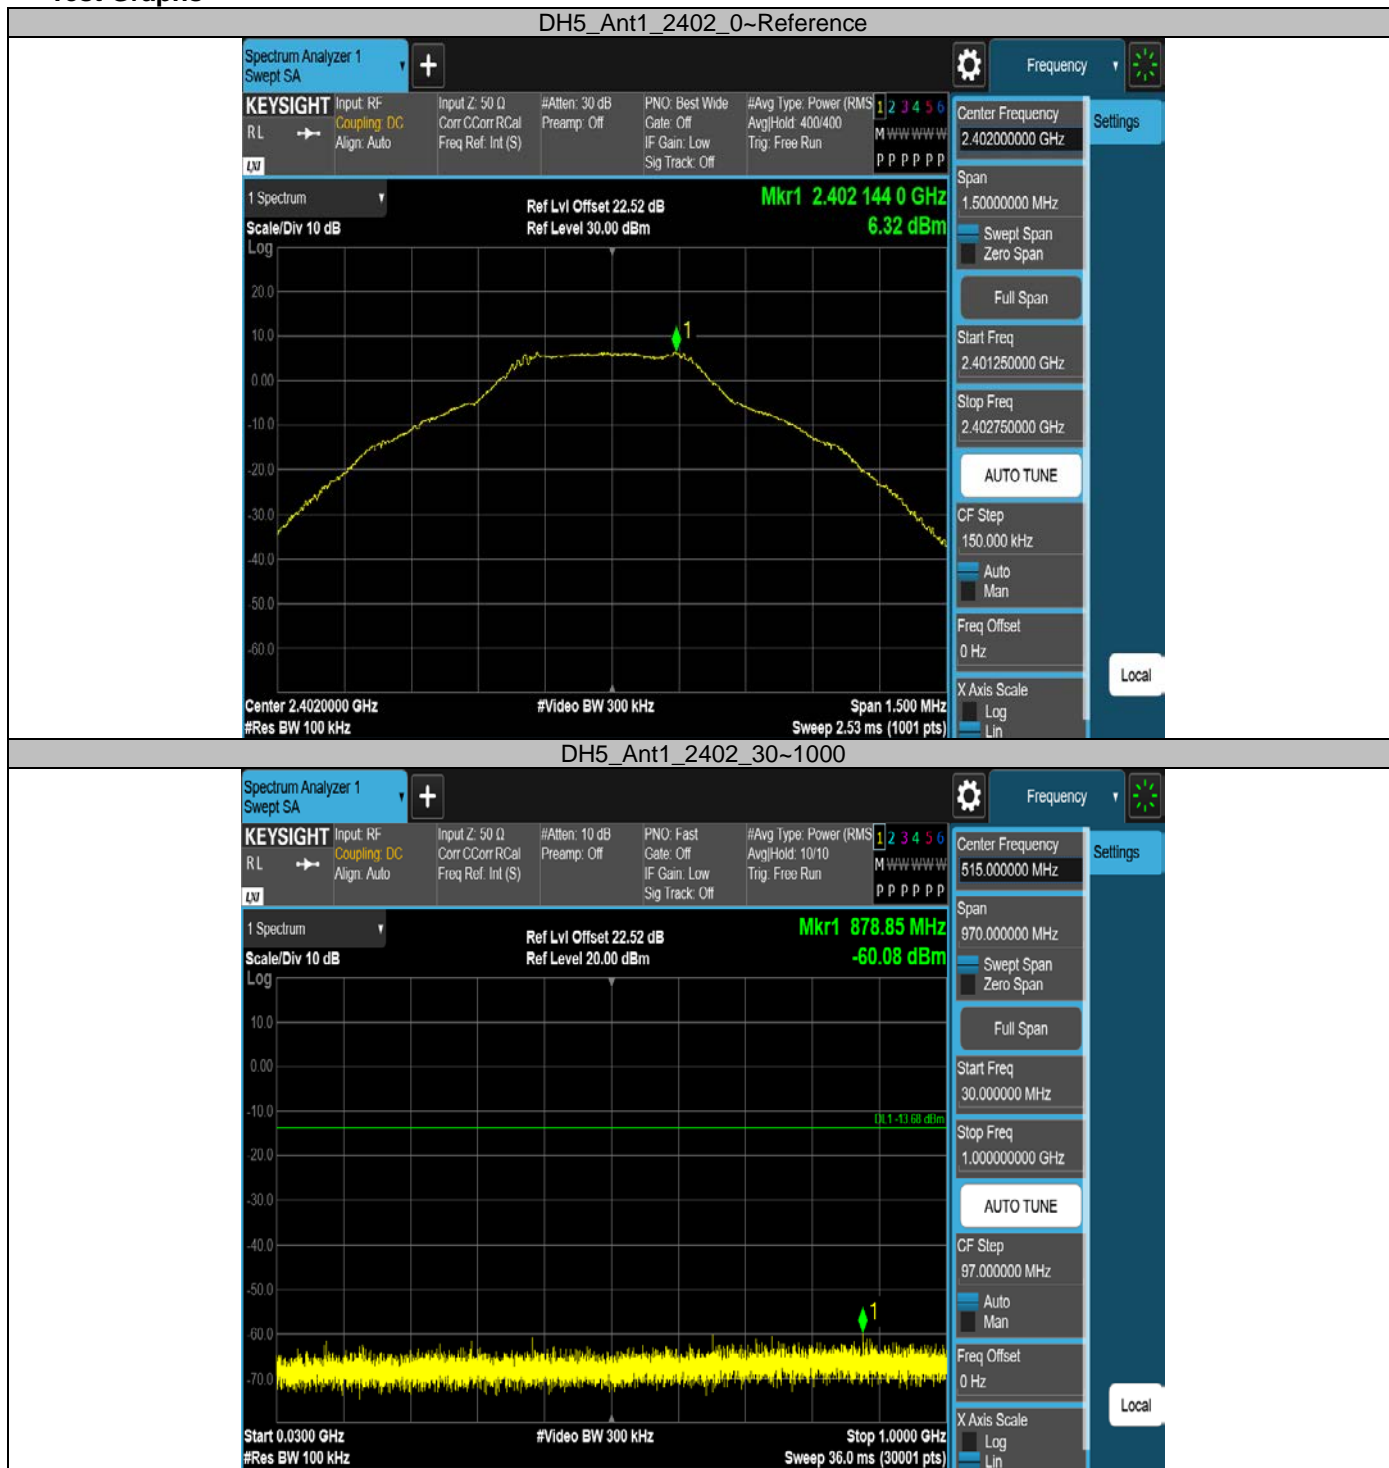 DH5_Ant1_2402_0~Reference
Spectrum Analyzer 1
Swept SA
+
Frequency
KEYSIGHT
R L
LXI
Input: RF
Coupling: DC
Align: Auto
Input Z: 50 Ω
Corr CCorr RCal
Freq Ref: Int (S)
#Atten: 30 dB
Preamp: Off
PNO: Best Wide
Gate: Off
IF Gain: Low
Sig Track: Off
#Avg Type: Power (RMS
Avg|Hold: 400/400
Trig: Free Run
1 2 3 4 5 6
M W W W W W
P P P P P P
1 Spectrum
Scale/Div 10 dB
Log
Ref Lvl Offset 22.52 dB
Ref Level 30.00 dBm
Mkr1 2.402 144 0 GHz
6.32 dBm
20.0
10.0
0.00
-10.0
-20.0
-30.0
-40.0
-50.0
-60.0
1
Center 2.4020000 GHz
#Res BW 100 kHz
#Video BW 300 kHz
Span 1.500 MHz
Sweep 2.53 ms (1001 pts)
Center Frequency
2.402000000 GHz
Span
1.50000000 MHz
Swept Span
Zero Span
Full Span
Start Freq
2.401250000 GHz
Stop Freq
2.402750000 GHz
AUTO TUNE
CF Step
150.000 kHz
Auto
Man
Freq Offset
0 Hz
X Axis Scale
Log
Lin
Settings
Local
DH5_Ant1_2402_30~1000
Spectrum Analyzer 1
Swept SA
+
Frequency
KEYSIGHT
R L
LXI
Input: RF
Coupling: DC
Align: Auto
Input Z: 50 Ω
Corr CCorr RCal
Freq Ref: Int (S)
#Atten: 10 dB
Preamp: Off
PNO: Fast
Gate: Off
IF Gain: Low
Sig Track: Off
#Avg Type: Power (RMS
Avg|Hold: 10/10
Trig: Free Run
1 2 3 4 5 6
M W W W W W
P P P P P P
1 Spectrum
Scale/Div 10 dB
Log
Ref Lvl Offset 22.52 dB
Ref Level 20.00 dBm
Mkr1 878.85 MHz
-60.08 dBm
10.0
0.00
-10.0
DL1 -13.68 dBm
-20.0
-30.0
-40.0
-50.0
-60.0
-70.0
1
Start 0.0300 GHz
#Res BW 100 kHz
#Video BW 300 kHz
Stop 1.0000 GHz
Sweep 36.0 ms (30001 pts)
Center Frequency
515.000000 MHz
Span
970.000000 MHz
Swept Span
Zero Span
Full Span
Start Freq
30.000000 MHz
Stop Freq
1.000000000 GHz
AUTO TUNE
CF Step
97.000000 MHz
Auto
Man
Freq Offset
0 Hz
X Axis Scale
Log
Lin
Settings
Local